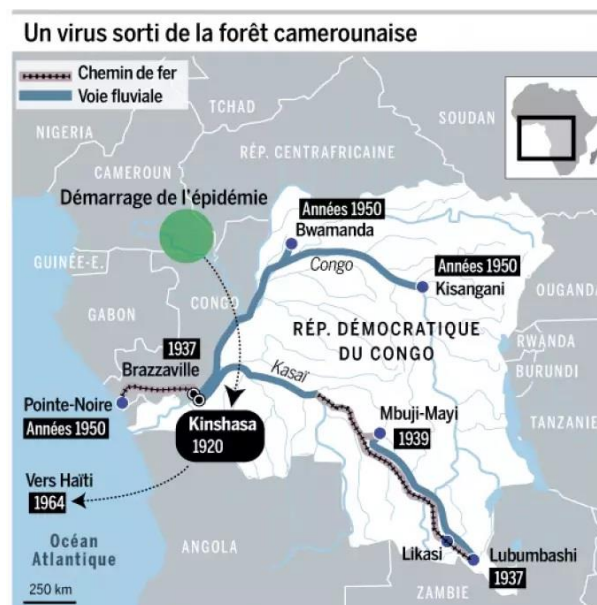 Un virus sorti de la forêt camerounaise
Chemin de fer
Voie fluviale
TCHAD
SOUDAN
NIGERIA
RÉP. CENTRAFRICAINE
CAMEROUN
Démarrage de l'épidémie
Années 1950
Bwamanda
GUINÉE-E.
Congo
Années 1950
Kisangani
CONGO
OUGANDA
GABON
RÉP. DÉMOCRATIQUE
DU CONGO
RWANDA
BURUNDI
1937
Brazzaville
Kasaï
Pointe-Noire
Années 1950
Kinshasa
1920
Mbuji-Mayi
1939
TANZANIE
Vers Haïti
1964
Océan
Atlantique
ANGOLA
Likasi
Lubumbashi
1937
250 km
ZAMBIE